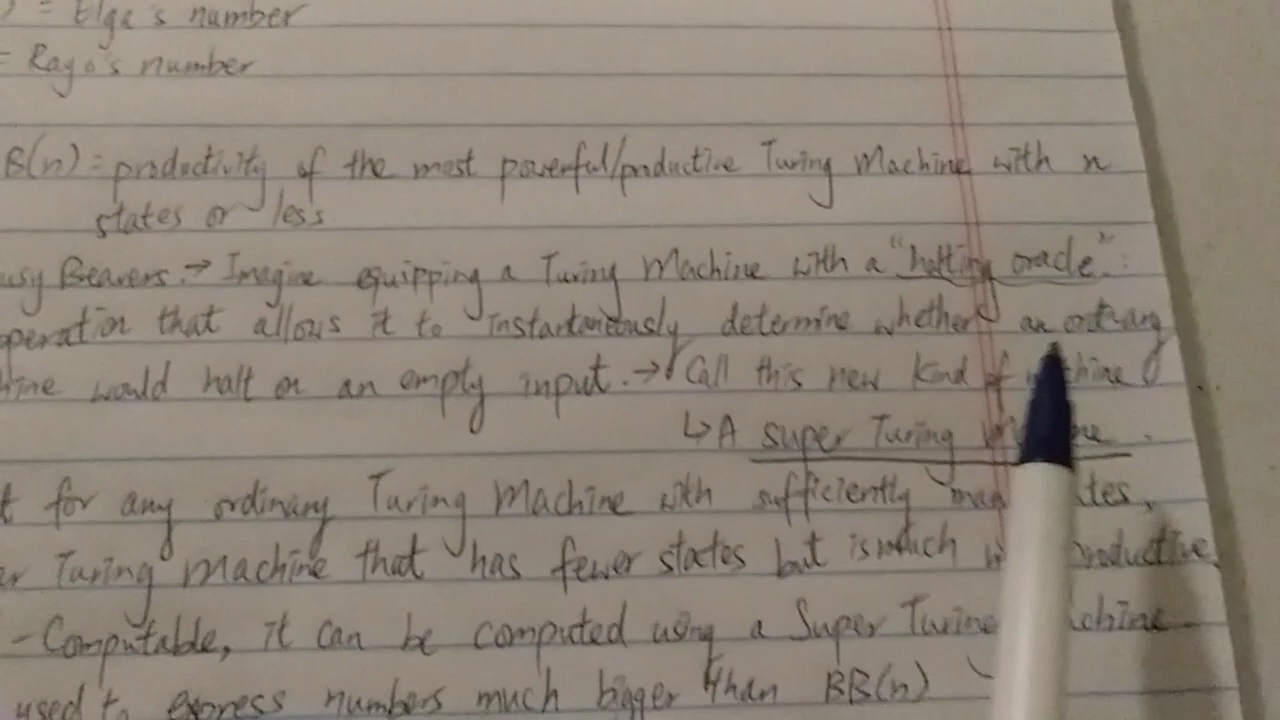 ) = Elga's number
= Rayo's number
B(n) = productivity of the most powerful/productive Turing Machine with n
states or less
usy Beavers. → Imagine equipping a Turing Machine with a "halting oracle":
peration that allows it to instantaneously determine whether an ordinary
hine would halt on an empty input. → Call this new kind of
↳ A super Turing
t for any ordinary Turing Machine with sufficiently
er Turing machine that has fewer states but is much
- Computable, it can be computed using a Super Turing
used to express numbers much bigger than BB(n)